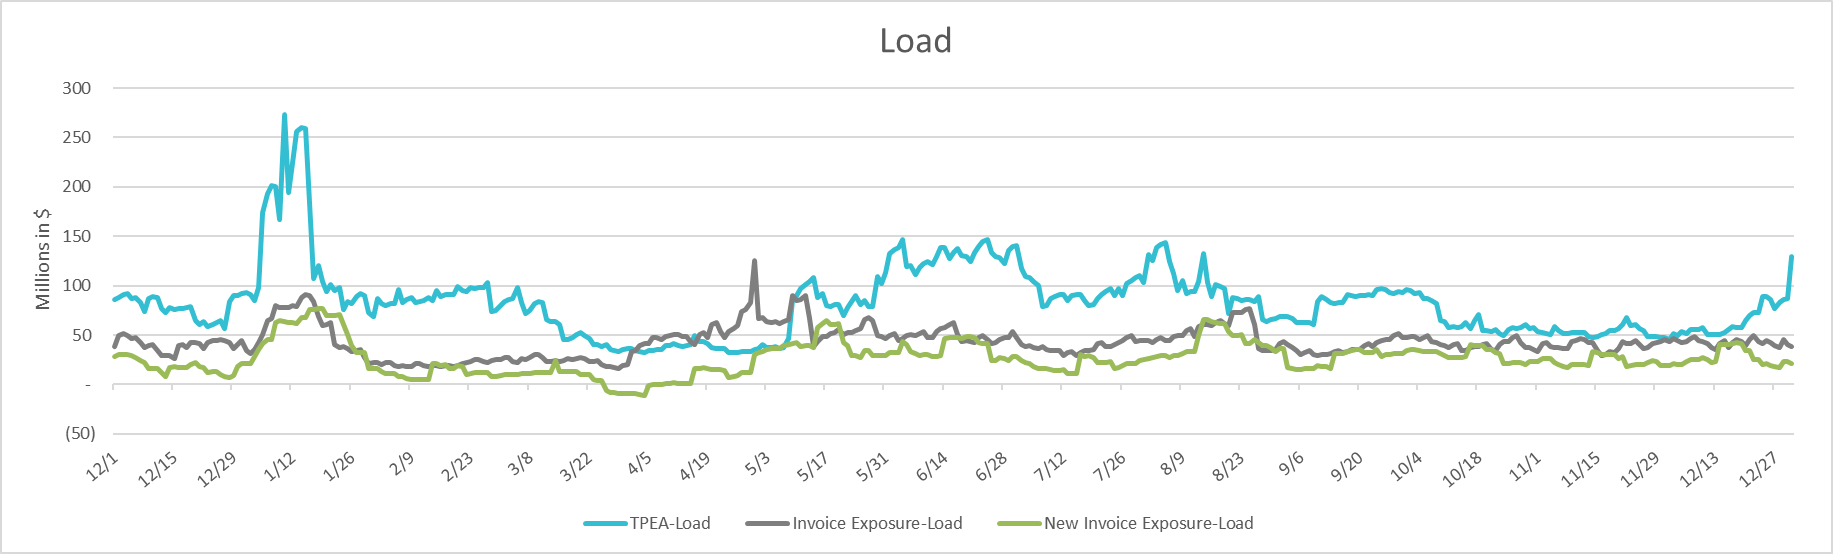 Load
Millions in $
300
250
200
150
100
50
-
(50)
12/1 12/15 12/29 1/12 1/26 2/9 2/23 3/8 3/22 4/5 4/19 5/3 5/17 5/31 6/14 6/28 7/12 7/26 8/9 8/23 9/6 9/20 10/4 10/18 11/1 11/15 11/29 12/13 12/27
TPEA-Load Invoice Exposure-Load New Invoice Exposure-Load